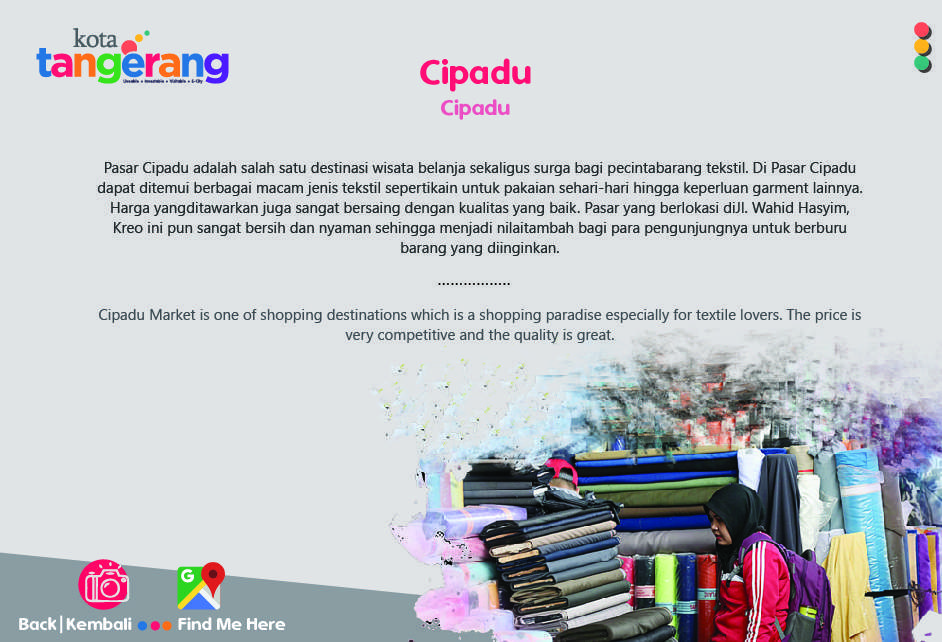 kota
tangerang
Liveable • Investable • Visitable • E-City
Cipadu
Cipadu
Pasar Cipadu adalah salah satu destinasi wisata belanja sekaligus surga bagi pecintabarang tekstil. Di Pasar Cipadu
dapat ditemui berbagai macam jenis tekstil sepertikain untuk pakaian sehari-hari hingga keperluan garment lainnya.
Harga yangditawarkan juga sangat bersaing dengan kualitas yang baik. Pasar yang berlokasi diJl. Wahid Hasyim,
Kreo ini pun sangat bersih dan nyaman sehingga menjadi nilaitambah bagi para pengunjungnya untuk berburu
barang yang diinginkan.
.................
Cipadu Market is one of shopping destinations which is a shopping paradise especially for textile lovers. The price is
very competitive and the quality is great.
G
Back|Kembali
Find Me Here